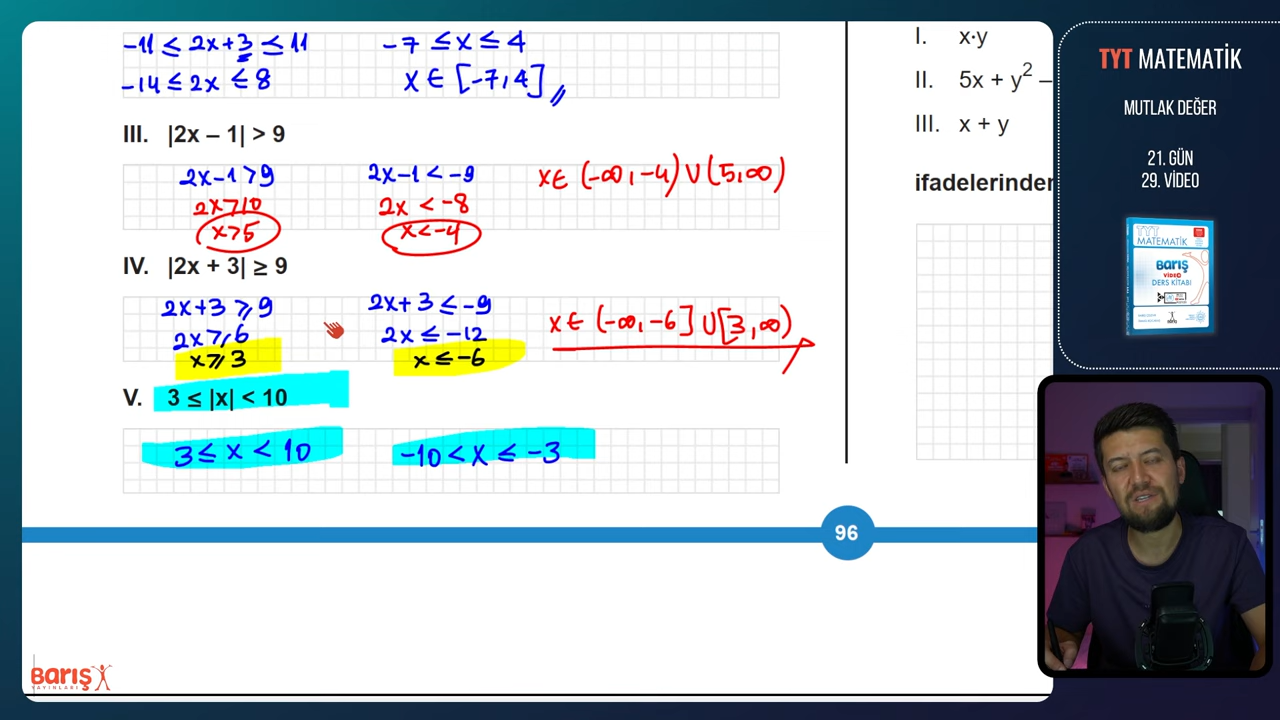 -11 ≤ 2x+3 ≤ 11
-7 ≤ x ≤ 4
-14 ≤ 2x ≤ 8
x ∈ [-7,4]
III. |2x – 1| > 9
2x-1>9
2x-1 < -9
x∈ (-∞,-4) ∪ (5,∞)
2x>10
2x < -8
x>5
x<-4
IV. |2x + 3| ≥ 9
2x+3 ≥ 9
2x+3 ≤ -9
x∈ (-∞,-6] ∪ [3,∞)
2x ≥ 6
2x ≤ -12
x ≥ 3
x ≤ -6
V. 3 ≤ |x| < 10
3 ≤ x < 10
-10 < x ≤ -3
96
BARIŞ
YAYINLARI
I. x·y
II. 5x + y² –
III. x + y
ifadelerinden
TYT MATEMATİK
MUTLAK DEĞER
21. GÜN
29. VİDEO
TYT
MATEMATİK
BARIŞ
VİDEO
DERS KİTABI